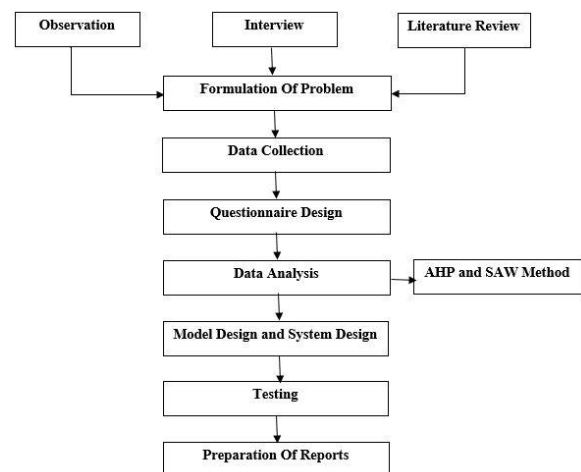 Observation
Interview
Literature Review
Formulation Of Problem
Data Collection
Questionnaire Design
Data Analysis
AHP and SAW Method
Model Design and System Design
Testing
Preparation Of Reports